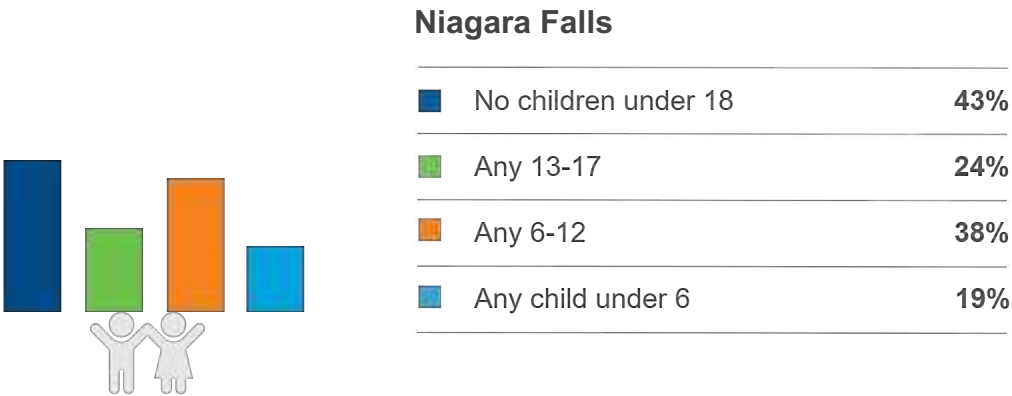 Niagara Falls
No children under 18 43%
Any 13-17 24%
Any 6-12 38%
Any child under 6 19%